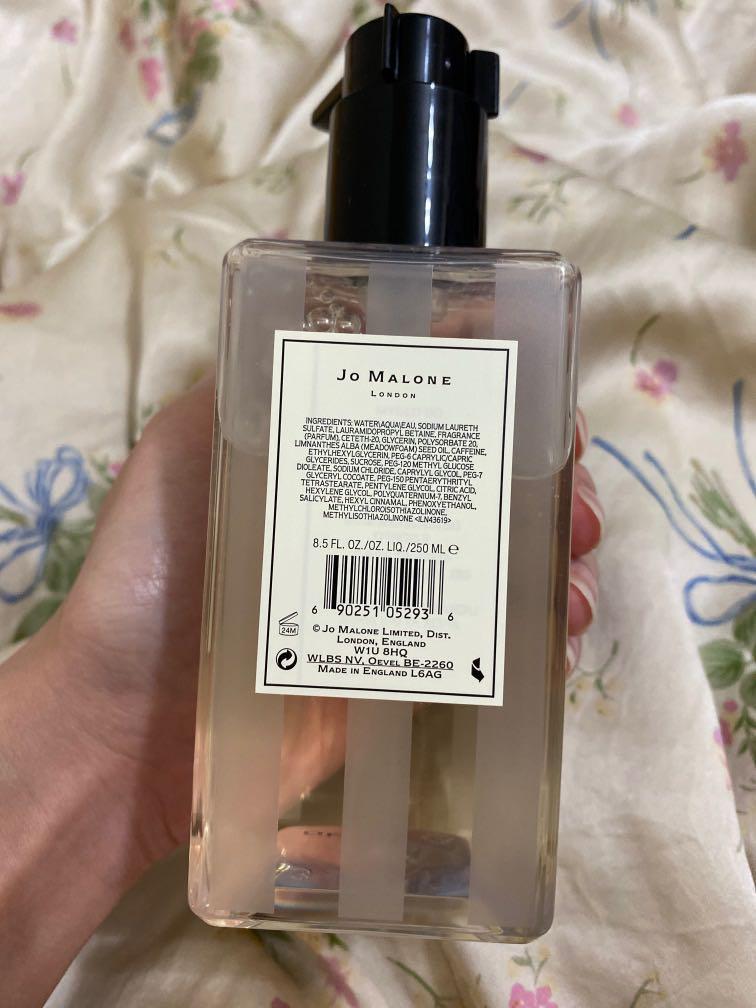 Jo Malone
London
INGREDIENTS: WATER\AQUA\EAU, SODIUM LAURETH
SULFATE, LAURAMIDOPROPYL BETAINE, FRAGRANCE
(PARFUM), CETETH-20, GLYCERIN, POLYSORBATE 20,
LIMNANTHES ALBA (MEADOWFOAM) SEED OIL, CAFFEINE,
ETHYLHEXYLGLYCERIN, PEG-6 CAPRYLIC/CAPRIC
GLYCERIDES, SUCROSE, PEG-120 METHYL GLUCOSE
DIOLEATE, SODIUM CHLORIDE, CAPRYLYL GLYCOL, PEG-7
GLYCERYL COCOATE, PEG-150 PENTAERYTHRITYL
TETRASTEARATE, PENTYLENE GLYCOL, CITRIC ACID,
HEXYLENE GLYCOL, POLYQUATERNIUM-7, BENZYL
SALICYLATE, HEXYL CINNAMAL, PHENOXYETHANOL,
METHYLCHLOROISOTHIAZOLINONE,
METHYLISOTHIAZOLINONE <ILN43619>
8.5 FL. OZ./OZ. LIQ./250 ML e
6 90251 05293 6
24M
© Jo Malone Limited, Dist.
London, England
W1U 8HQ
WLBS NV, Oevel BE-2260
Made in England L6AG